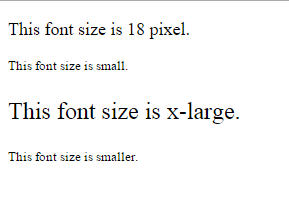 This font size is 18 pixel.
This font size is small.
This font size is x-large.
This font size is smaller.